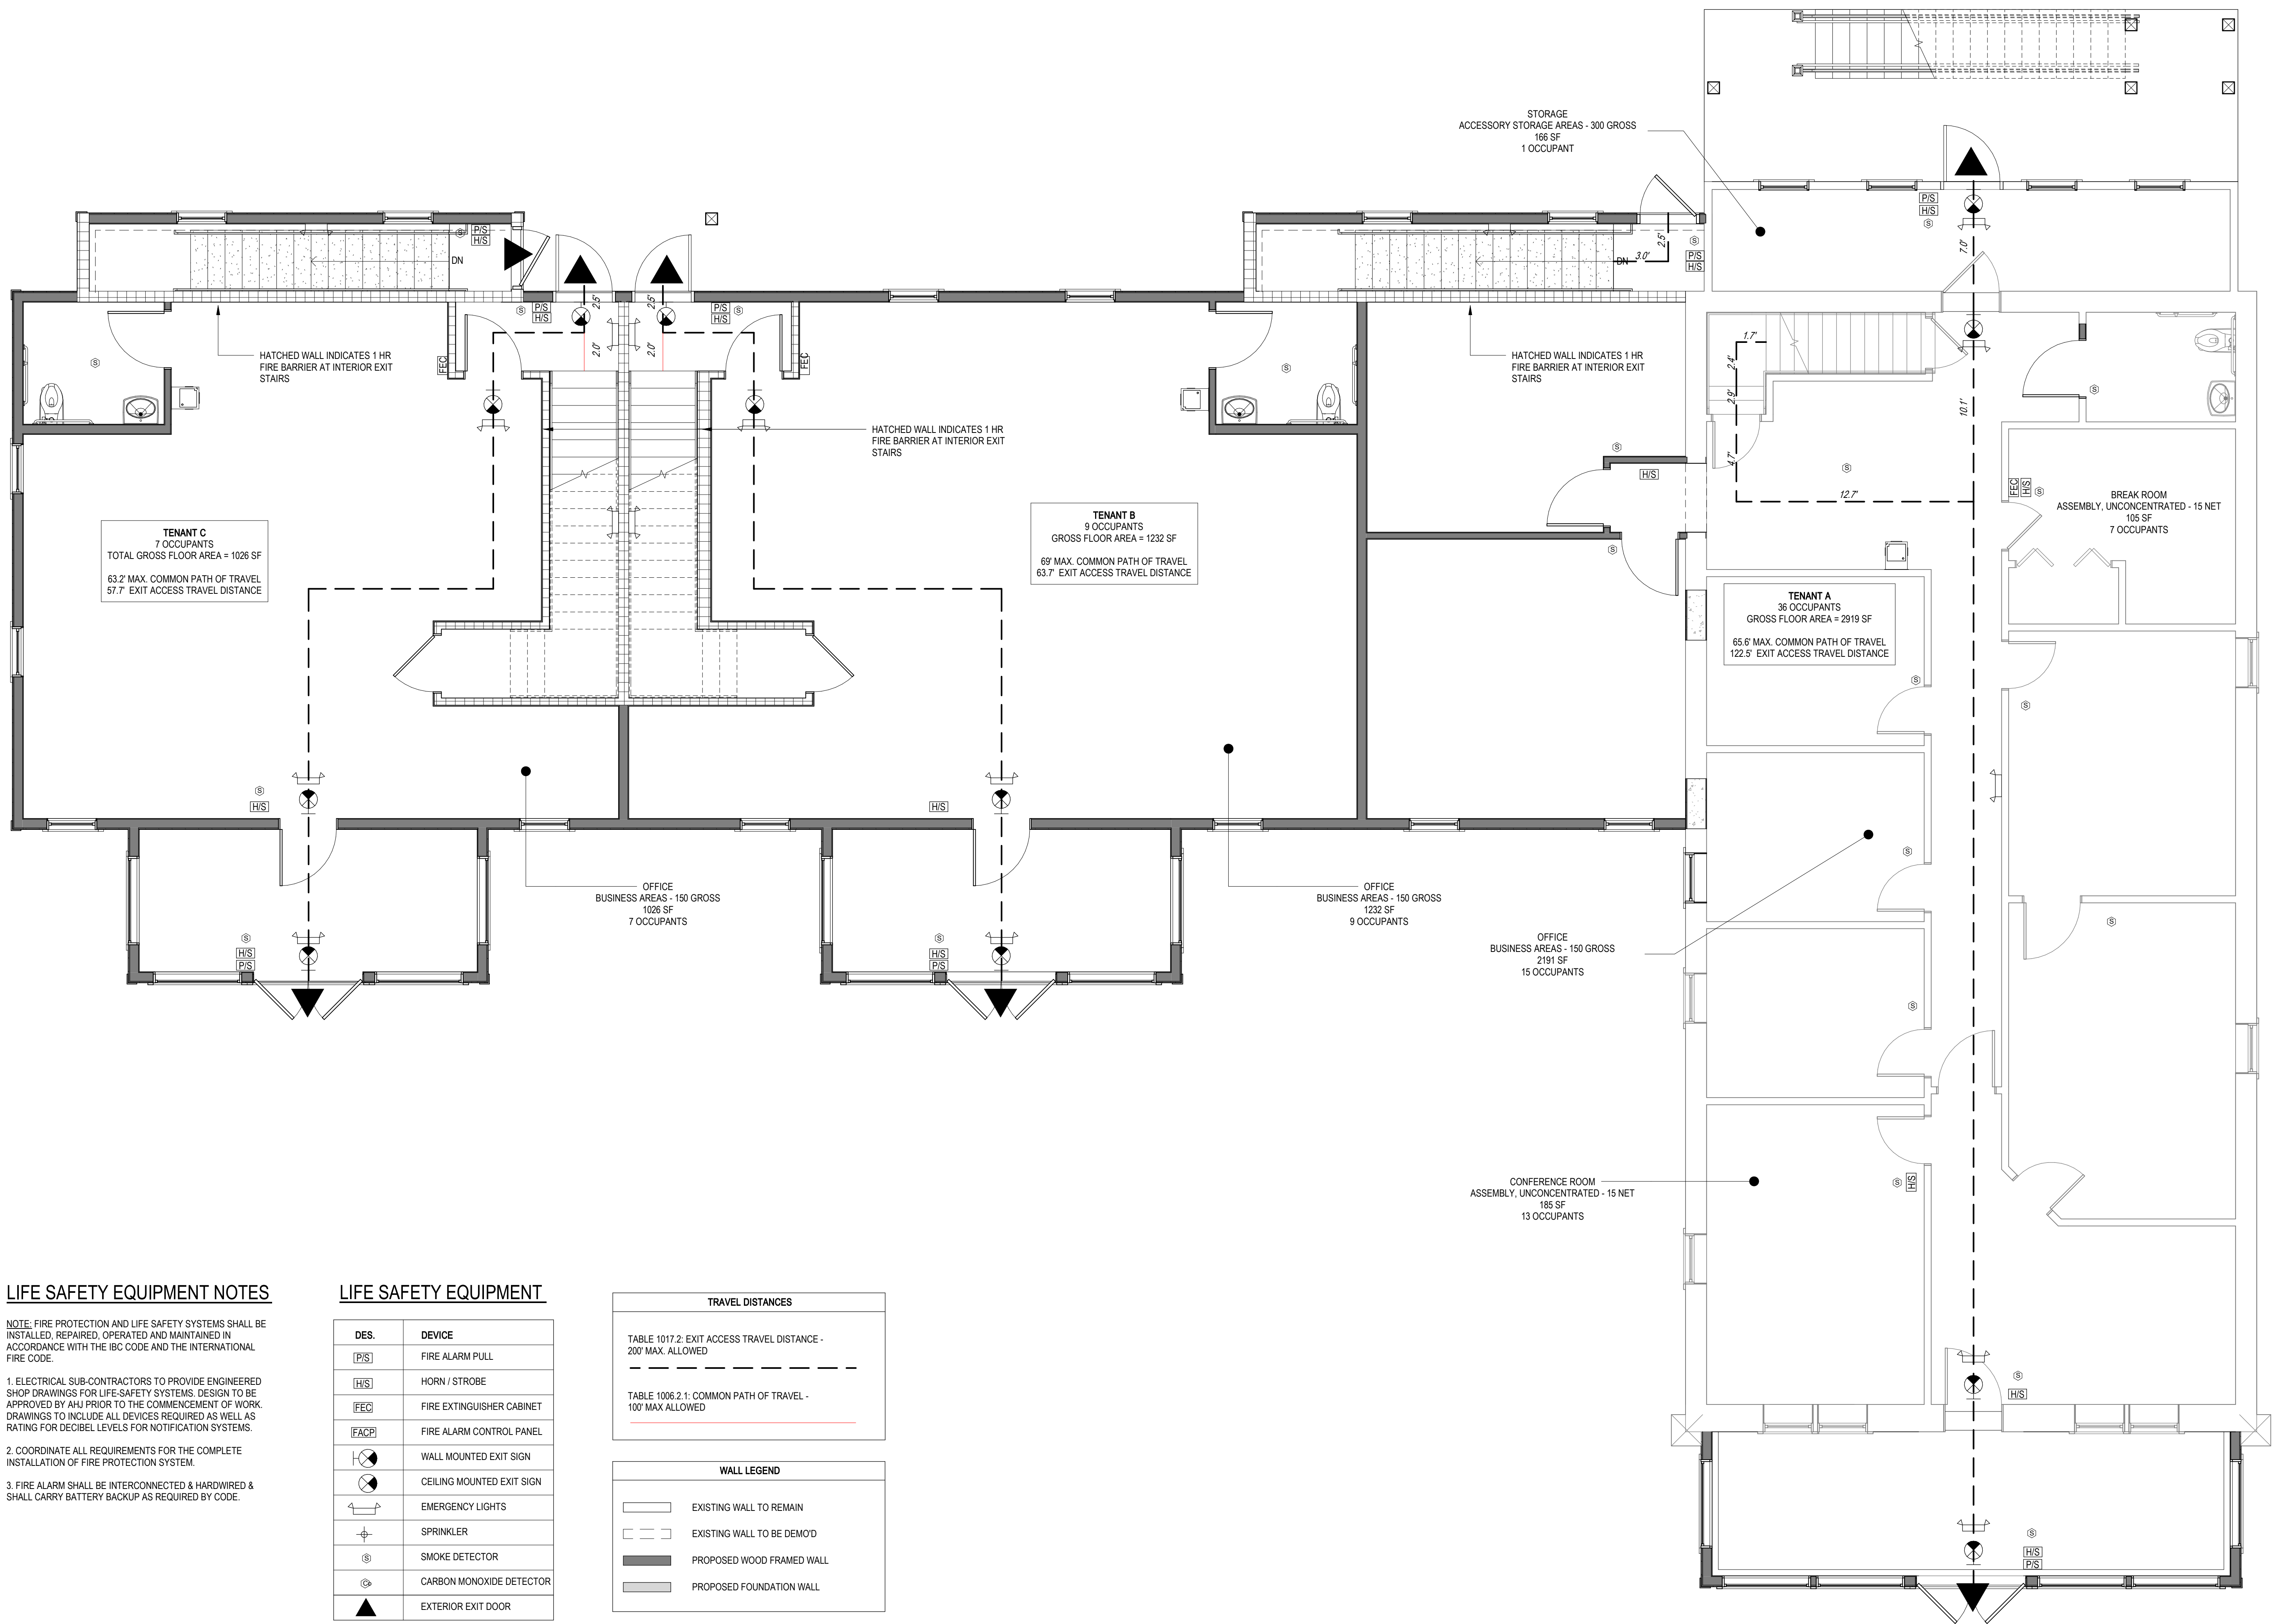 STORAGE
ACCESSORY STORAGE AREAS - 300 GROSS
166 SF
1 OCCUPANT
P/S
H/S
S
7.0'
P/S
H/S
S
DN
2.5'
3.0'
DN
S
P/S
H/S
2.5'
2.5'
S
P/S
H/S
P/S
H/S
S
2.0'
2.0'
FEC
FEC
S
S
HATCHED WALL INDICATES 1 HR
FIRE BARRIER AT INTERIOR EXIT
STAIRS
HATCHED WALL INDICATES 1 HR
FIRE BARRIER AT INTERIOR EXIT
STAIRS
HATCHED WALL INDICATES 1 HR
FIRE BARRIER AT INTERIOR EXIT
STAIRS
1.7'
2.4'
2.9'
4.7'
12.7'
10.1'
S
S
H/S
S
S
FEC
H/S
S
BREAK ROOM
ASSEMBLY, UNCONCENTRATED - 15 NET
105 SF
7 OCCUPANTS
TENANT C
7 OCCUPANTS
TOTAL GROSS FLOOR AREA = 1026 SF
63.2' MAX. COMMON PATH OF TRAVEL
57.7' EXIT ACCESS TRAVEL DISTANCE
TENANT B
9 OCCUPANTS
GROSS FLOOR AREA = 1232 SF
69' MAX. COMMON PATH OF TRAVEL
63.7' EXIT ACCESS TRAVEL DISTANCE
TENANT A
36 OCCUPANTS
GROSS FLOOR AREA = 2919 SF
65.6' MAX. COMMON PATH OF TRAVEL
122.5' EXIT ACCESS TRAVEL DISTANCE
S
S
S
H/S
H/S
S
OFFICE
BUSINESS AREAS - 150 GROSS
1026 SF
7 OCCUPANTS
OFFICE
BUSINESS AREAS - 150 GROSS
1232 SF
9 OCCUPANTS
OFFICE
BUSINESS AREAS - 150 GROSS
2191 SF
15 OCCUPANTS
S
H/S
P/S
S
H/S
P/S
S
S
CONFERENCE ROOM
ASSEMBLY, UNCONCENTRATED - 15 NET
185 SF
13 OCCUPANTS
S
H/S
S
H/S
S
H/S
P/S
LIFE SAFETY EQUIPMENT NOTES
NOTE: FIRE PROTECTION AND LIFE SAFETY SYSTEMS SHALL BE
INSTALLED, REPAIRED, OPERATED AND MAINTAINED IN
ACCORDANCE WITH THE IBC CODE AND THE INTERNATIONAL
FIRE CODE.
1. ELECTRICAL SUB-CONTRACTORS TO PROVIDE ENGINEERED
SHOP DRAWINGS FOR LIFE-SAFETY SYSTEMS. DESIGN TO BE
APPROVED BY AHJ PRIOR TO THE COMMENCEMENT OF WORK.
DRAWINGS TO INCLUDE ALL DEVICES REQUIRED AS WELL AS
RATING FOR DECIBEL LEVELS FOR NOTIFICATION SYSTEMS.
2. COORDINATE ALL REQUIREMENTS FOR THE COMPLETE
INSTALLATION OF FIRE PROTECTION SYSTEM.
3. FIRE ALARM SHALL BE INTERCONNECTED & HARDWIRED &
SHALL CARRY BATTERY BACKUP AS REQUIRED BY CODE.
LIFE SAFETY EQUIPMENT
DES. DEVICE
P/S FIRE ALARM PULL
H/S HORN / STROBE
FEC FIRE EXTINGUISHER CABINET
FACP FIRE ALARM CONTROL PANEL
WALL MOUNTED EXIT SIGN
CEILING MOUNTED EXIT SIGN
EMERGENCY LIGHTS
SPRINKLER
S SMOKE DETECTOR
CARBON MONOXIDE DETECTOR
EXTERIOR EXIT DOOR
TRAVEL DISTANCES
TABLE 1017.2: EXIT ACCESS TRAVEL DISTANCE -
200' MAX. ALLOWED
TABLE 1006.2.1: COMMON PATH OF TRAVEL -
100' MAX ALLOWED
WALL LEGEND
EXISTING WALL TO REMAIN
EXISTING WALL TO BE DEMO'D
PROPOSED WOOD FRAMED WALL
PROPOSED FOUNDATION WALL